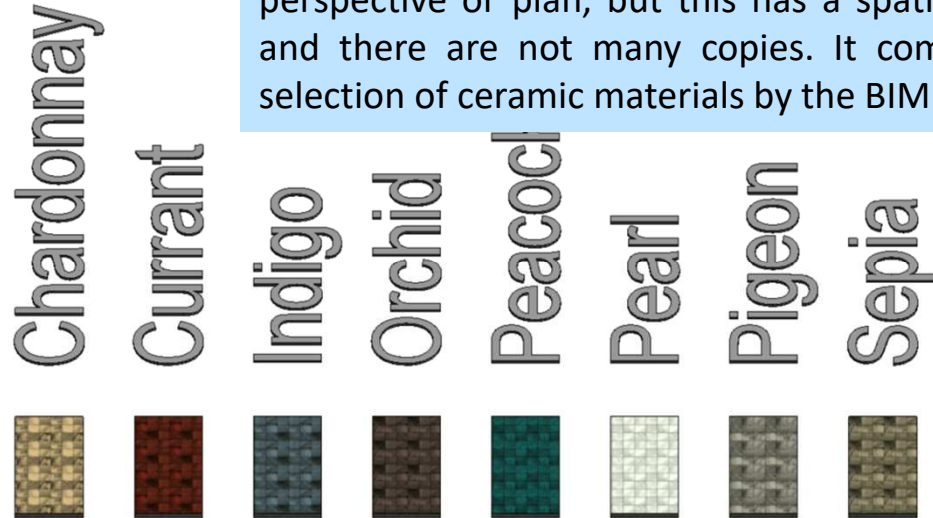 perspective of plan, but this has a spati
and there are not many copies. It com
selection of ceramic materials by the BIM
Chardonnay
Currant
Indigo
Orchid
Peacock
Pearl
Pigeon
Sepia